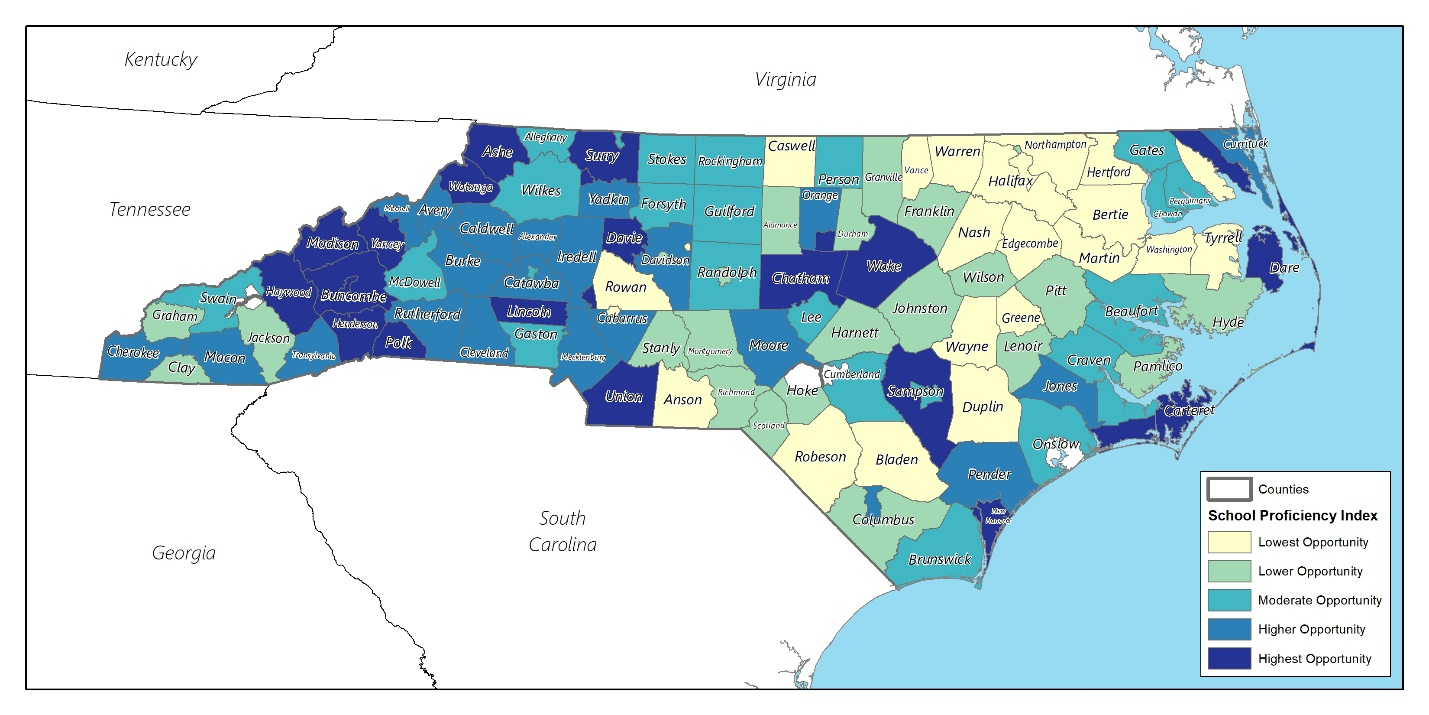 Kentucky
Virginia
Tennessee
Ashe
Alleghany
Surry
Stokes
Rockingham
Caswell
Person
Granville
Vance
Warren
Northampton
Gates
Currituck
Halifax
Hertford
Watauga
Wilkes
Yadkin
Forsyth
Guilford
Alamance
Orange
Durham
Franklin
Bertie
Chowan
Perquimans
Mitchell
Avery
Caldwell
Alexander
Iredell
Davie
Davidson
Randolph
Chatham
Wake
Nash
Edgecombe
Martin
Washington
Tyrrell
Dare
Madison
Yancey
McDowell
Burke
Catawba
Rowan
Wilson
Pitt
Beaufort
Hyde
Swain
Haywood
Buncombe
Rutherford
Lincoln
Cabarrus
Lee
Johnston
Greene
Graham
Jackson
Henderson
Polk
Cleveland
Gaston
Mecklenburg
Stanly
Montgomery
Moore
Harnett
Wayne
Lenoir
Craven
Pamlico
Cherokee
Clay
Macon
Transylvania
Union
Anson
Richmond
Hoke
Cumberland
Sampson
Duplin
Jones
Carteret
Scotland
Robeson
Bladen
Pender
Onslow
Columbus
New
Hanover
Brunswick
South
Carolina
Georgia
Counties
School Proficiency Index
Lowest Opportunity
Lower Opportunity
Moderate Opportunity
Higher Opportunity
Highest Opportunity